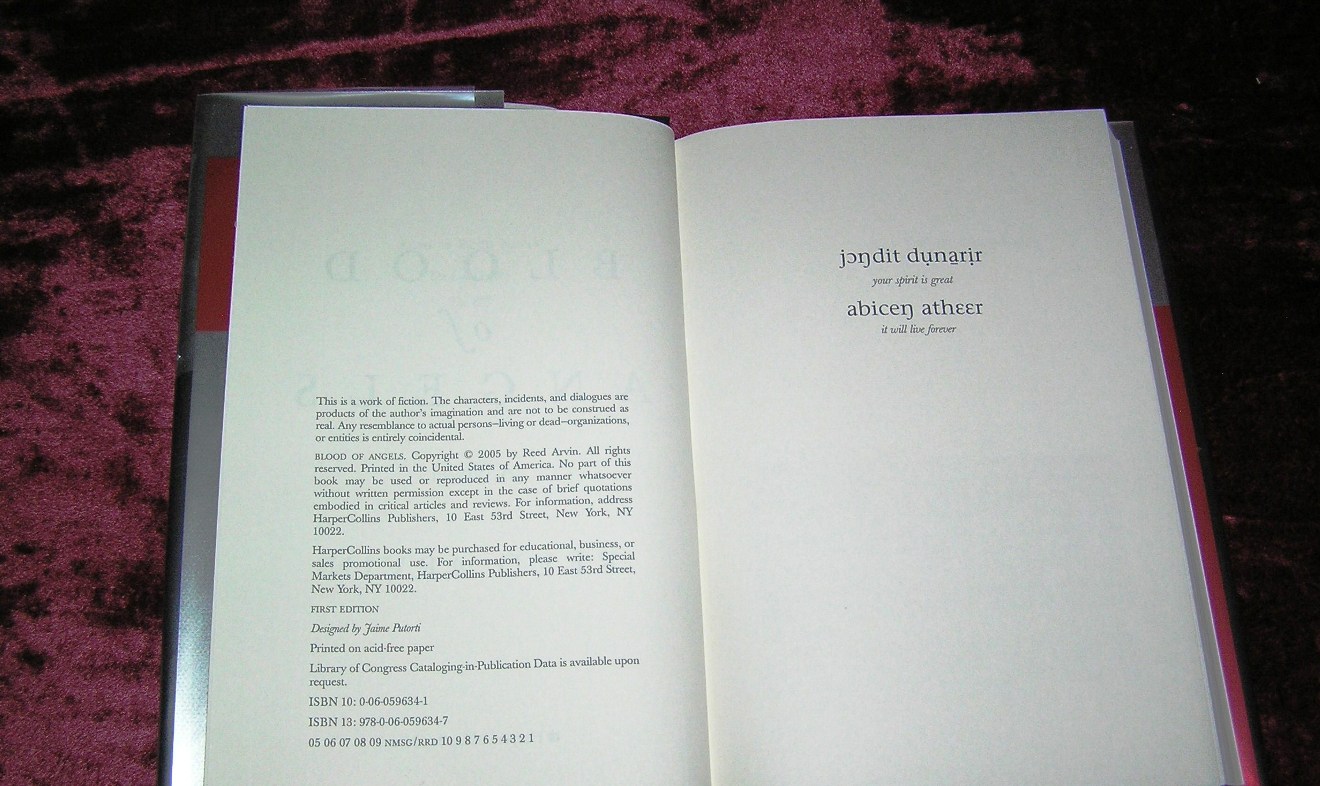 This is a work of fiction. The characters, incidents, and dialogues are
products of the author's imagination and are not to be construed as
real. Any resemblance to actual persons—living or dead—organizations,
or entities is entirely coincidental.
BLOOD OF ANGELS. Copyright © 2005 by Reed Arvin. All rights
reserved. Printed in the United States of America. No part of this
book may be used or reproduced in any manner whatsoever
without written permission except in the case of brief quotations
embodied in critical articles and reviews. For information, address
HarperCollins Publishers, 10 East 53rd Street, New York, NY
10022.
HarperCollins books may be purchased for educational, business, or
sales promotional use. For information, please write: Special
Markets Department, HarperCollins Publishers, 10 East 53rd Street,
New York, NY 10022.
FIRST EDITION
Designed by Jaime Putorti
Printed on acid-free paper
Library of Congress Cataloging-in-Publication Data is available upon
request.
ISBN 10: 0-06-059634-1
ISBN 13: 978-0-06-059634-7
05 06 07 08 09 NMSG/RRD 10 9 8 7 6 5 4 3 2 1
jɔŋdit dụna̱rịr
your spirit is great
abiceŋ athɛɛr
it will live forever